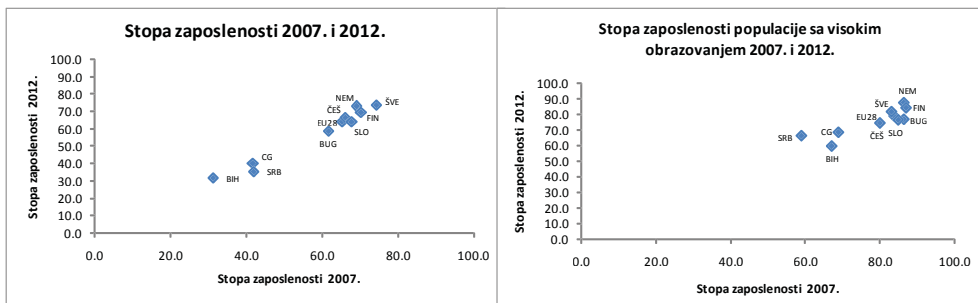 Stopa zaposlenosti 2007. i 2012.
Stopa zaposlenosti 2012.
100.0
90.0
80.0
70.0
60.0
50.0
40.0
30.0
20.0
10.0
0.0
NEM
ŠVE
ČEŠ
FIN
EU28
SLO
BUG
CG
SRB
BIH
0.0
20.0
40.0
60.0
80.0
100.0
Stopa zaposlenosti 2007.
Stopa zaposlenosti populacije sa visokim
obrazovanjem 2007. i 2012.
Stopa zaposlenosti 2012.
100.0
90.0
80.0
70.0
60.0
50.0
40.0
30.0
20.0
10.0
0.0
NEM
ŠVE
FIN
EU28
BUG
SLO
ČEŠ
CG
SRB
BIH
0.0
20.0
40.0
60.0
80.0
100.0
Stopa zaposlenosti 2007.